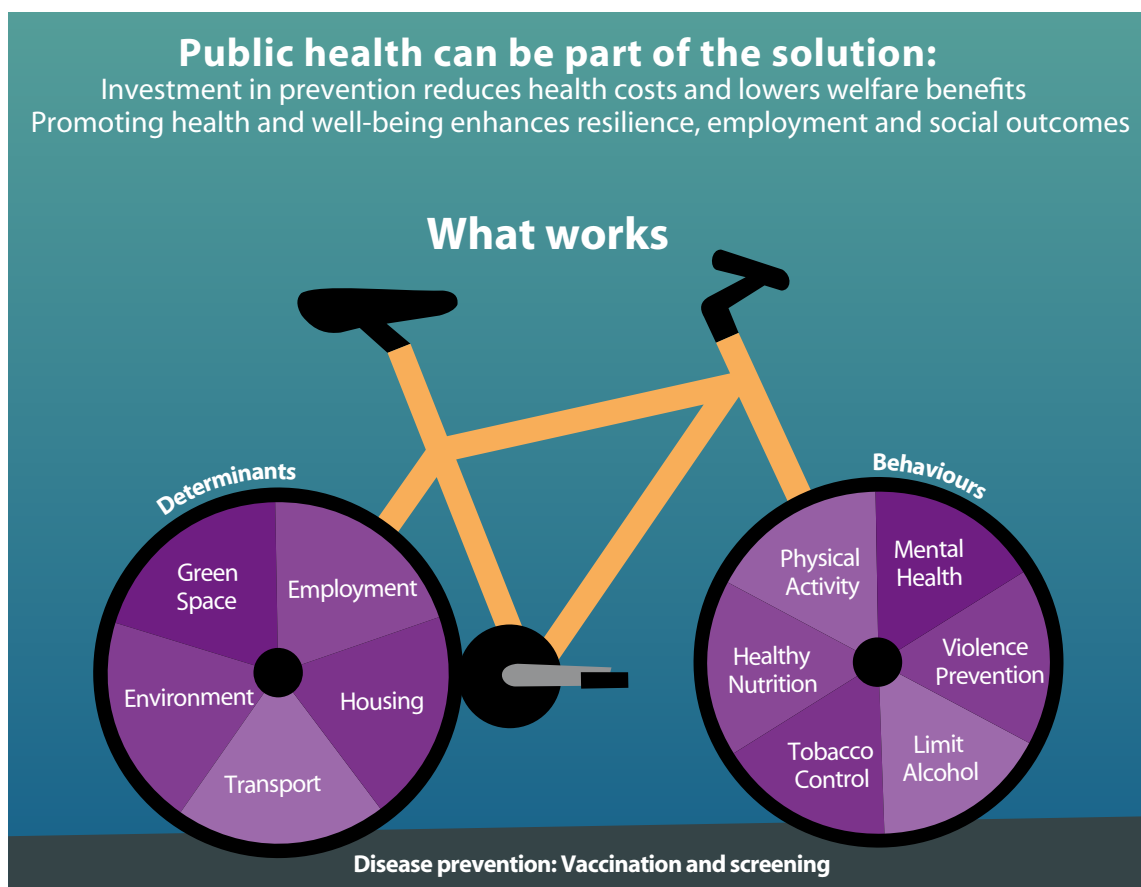 Public health can be part of the solution:
Investment in prevention reduces health costs and lowers welfare benefits
Promoting health and well-being enhances resilience, employment and social outcomes
What works
Determinants
Green
Space
Employment
Environment
Housing
Transport
Behaviours
Physical
Activity
Mental
Health
Healthy
Nutrition
Violence
Prevention
Tobacco
Control
Limit
Alcohol
Disease prevention: Vaccination and screening